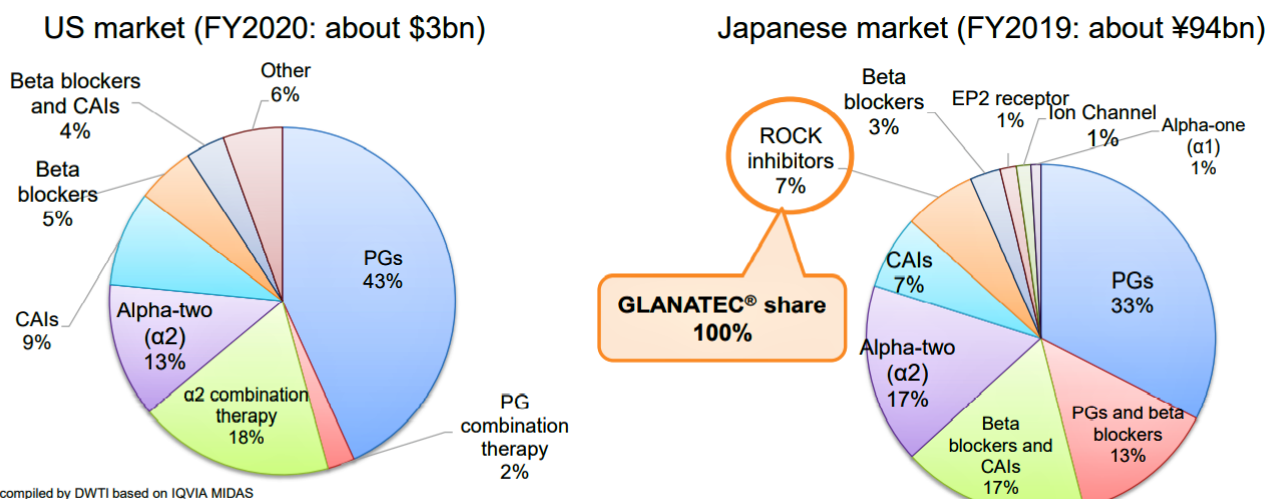 US market (FY2020: about $3bn)
Other
6%
Beta blockers
and CAIs
4%
Beta
blockers
5%
CAIs
9%
Alpha-two
(α2)
13%
α2 combination
therapy
18%
PGs
43%
PG
combination
therapy
2%
compiled by DWTI based on IQVIA MIDAS
Japanese market (FY2019: about ¥94bn)
Beta
blockers
3%
EP2 receptor
1%
Ion Channel
1%
Alpha-one
(α1)
1%
ROCK
inhibitors
7%
GLANATEC® share
100%
CAIs
7%
Alpha-two
(α2)
17%
Beta
blockers and
CAIs
17%
PGs and beta
blockers
13%
PGs
33%